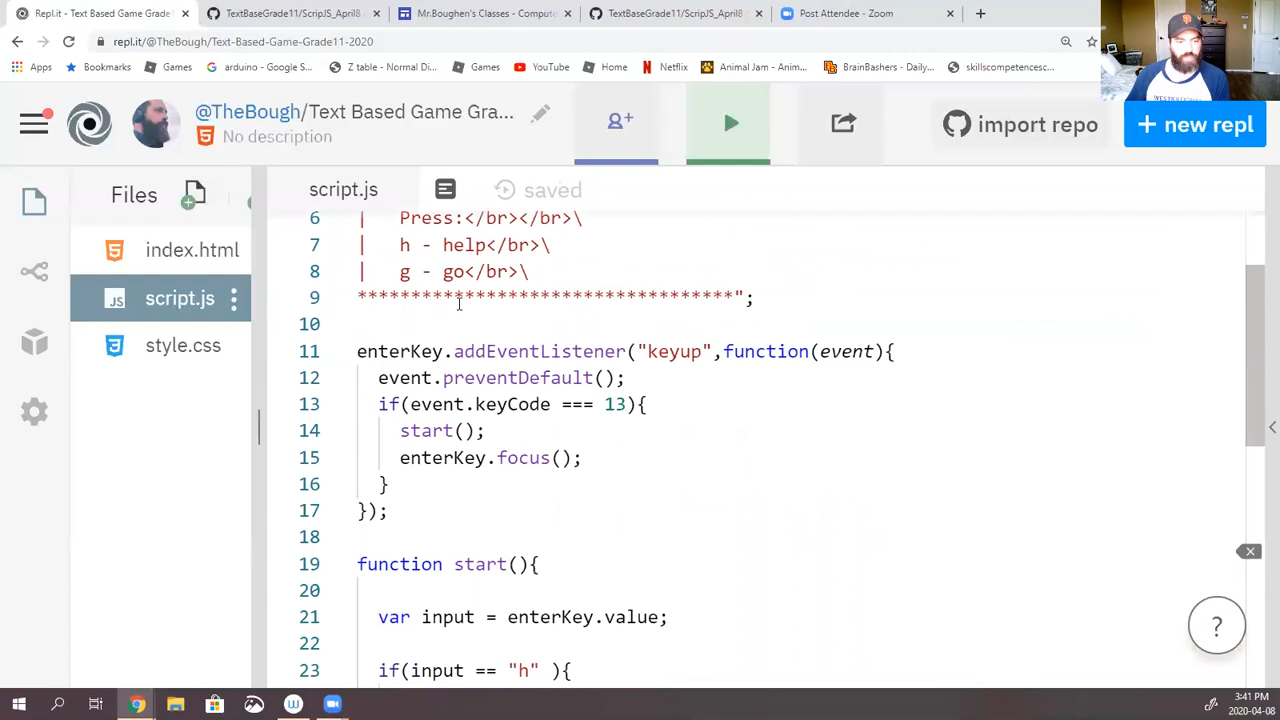 Repl.it - Text Based Game Grade1
TextBaseGrade11/ScripJS_April8
Mr.Boughen's Classes - Compute
TextBaseGrade11/ScripJS_April8
Post Attendee - Zoom
repl.it/@TheBough/Text-Based-Game-Grade11-2020
Apps
Bookmarks
Games
arduino - Google S...
Z table - Normal Di...
Games
YouTube
Home
Netflix
Animal Jam - Anim...
BrainBashers - Daily...
skillscompetencesc...
@TheBough/Text Based Game Gra...
No description
import repo
+ new repl
Files
script.js
saved
index.html
script.js
style.css
6 | Press:</br></br>\
7 | h - help</br>\
8 | g - go</br>\
9 ***********************************";
10
11 enterKey.addEventListener("keyup",function(event){
12 event.preventDefault();
13 if(event.keyCode === 13){
14 start();
15 enterKey.focus();
16 }
17 });
18
19 function start(){
20
21 var input = enterKey.value;
22
23 if(input == "h" ){
?
3:41 PM
2020-04-08